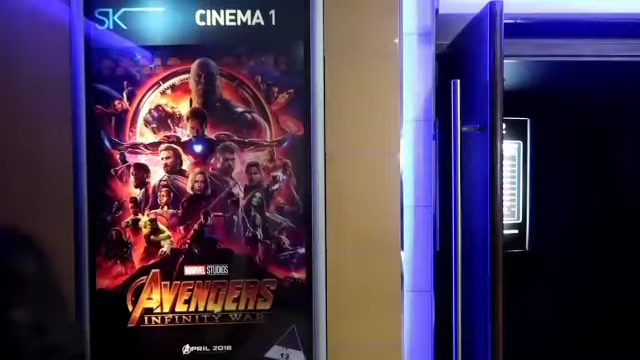 SK
CINEMA 1
MARVEL STUDIOS
AVENGERS
INFINITY WAR
APRIL 2018
13